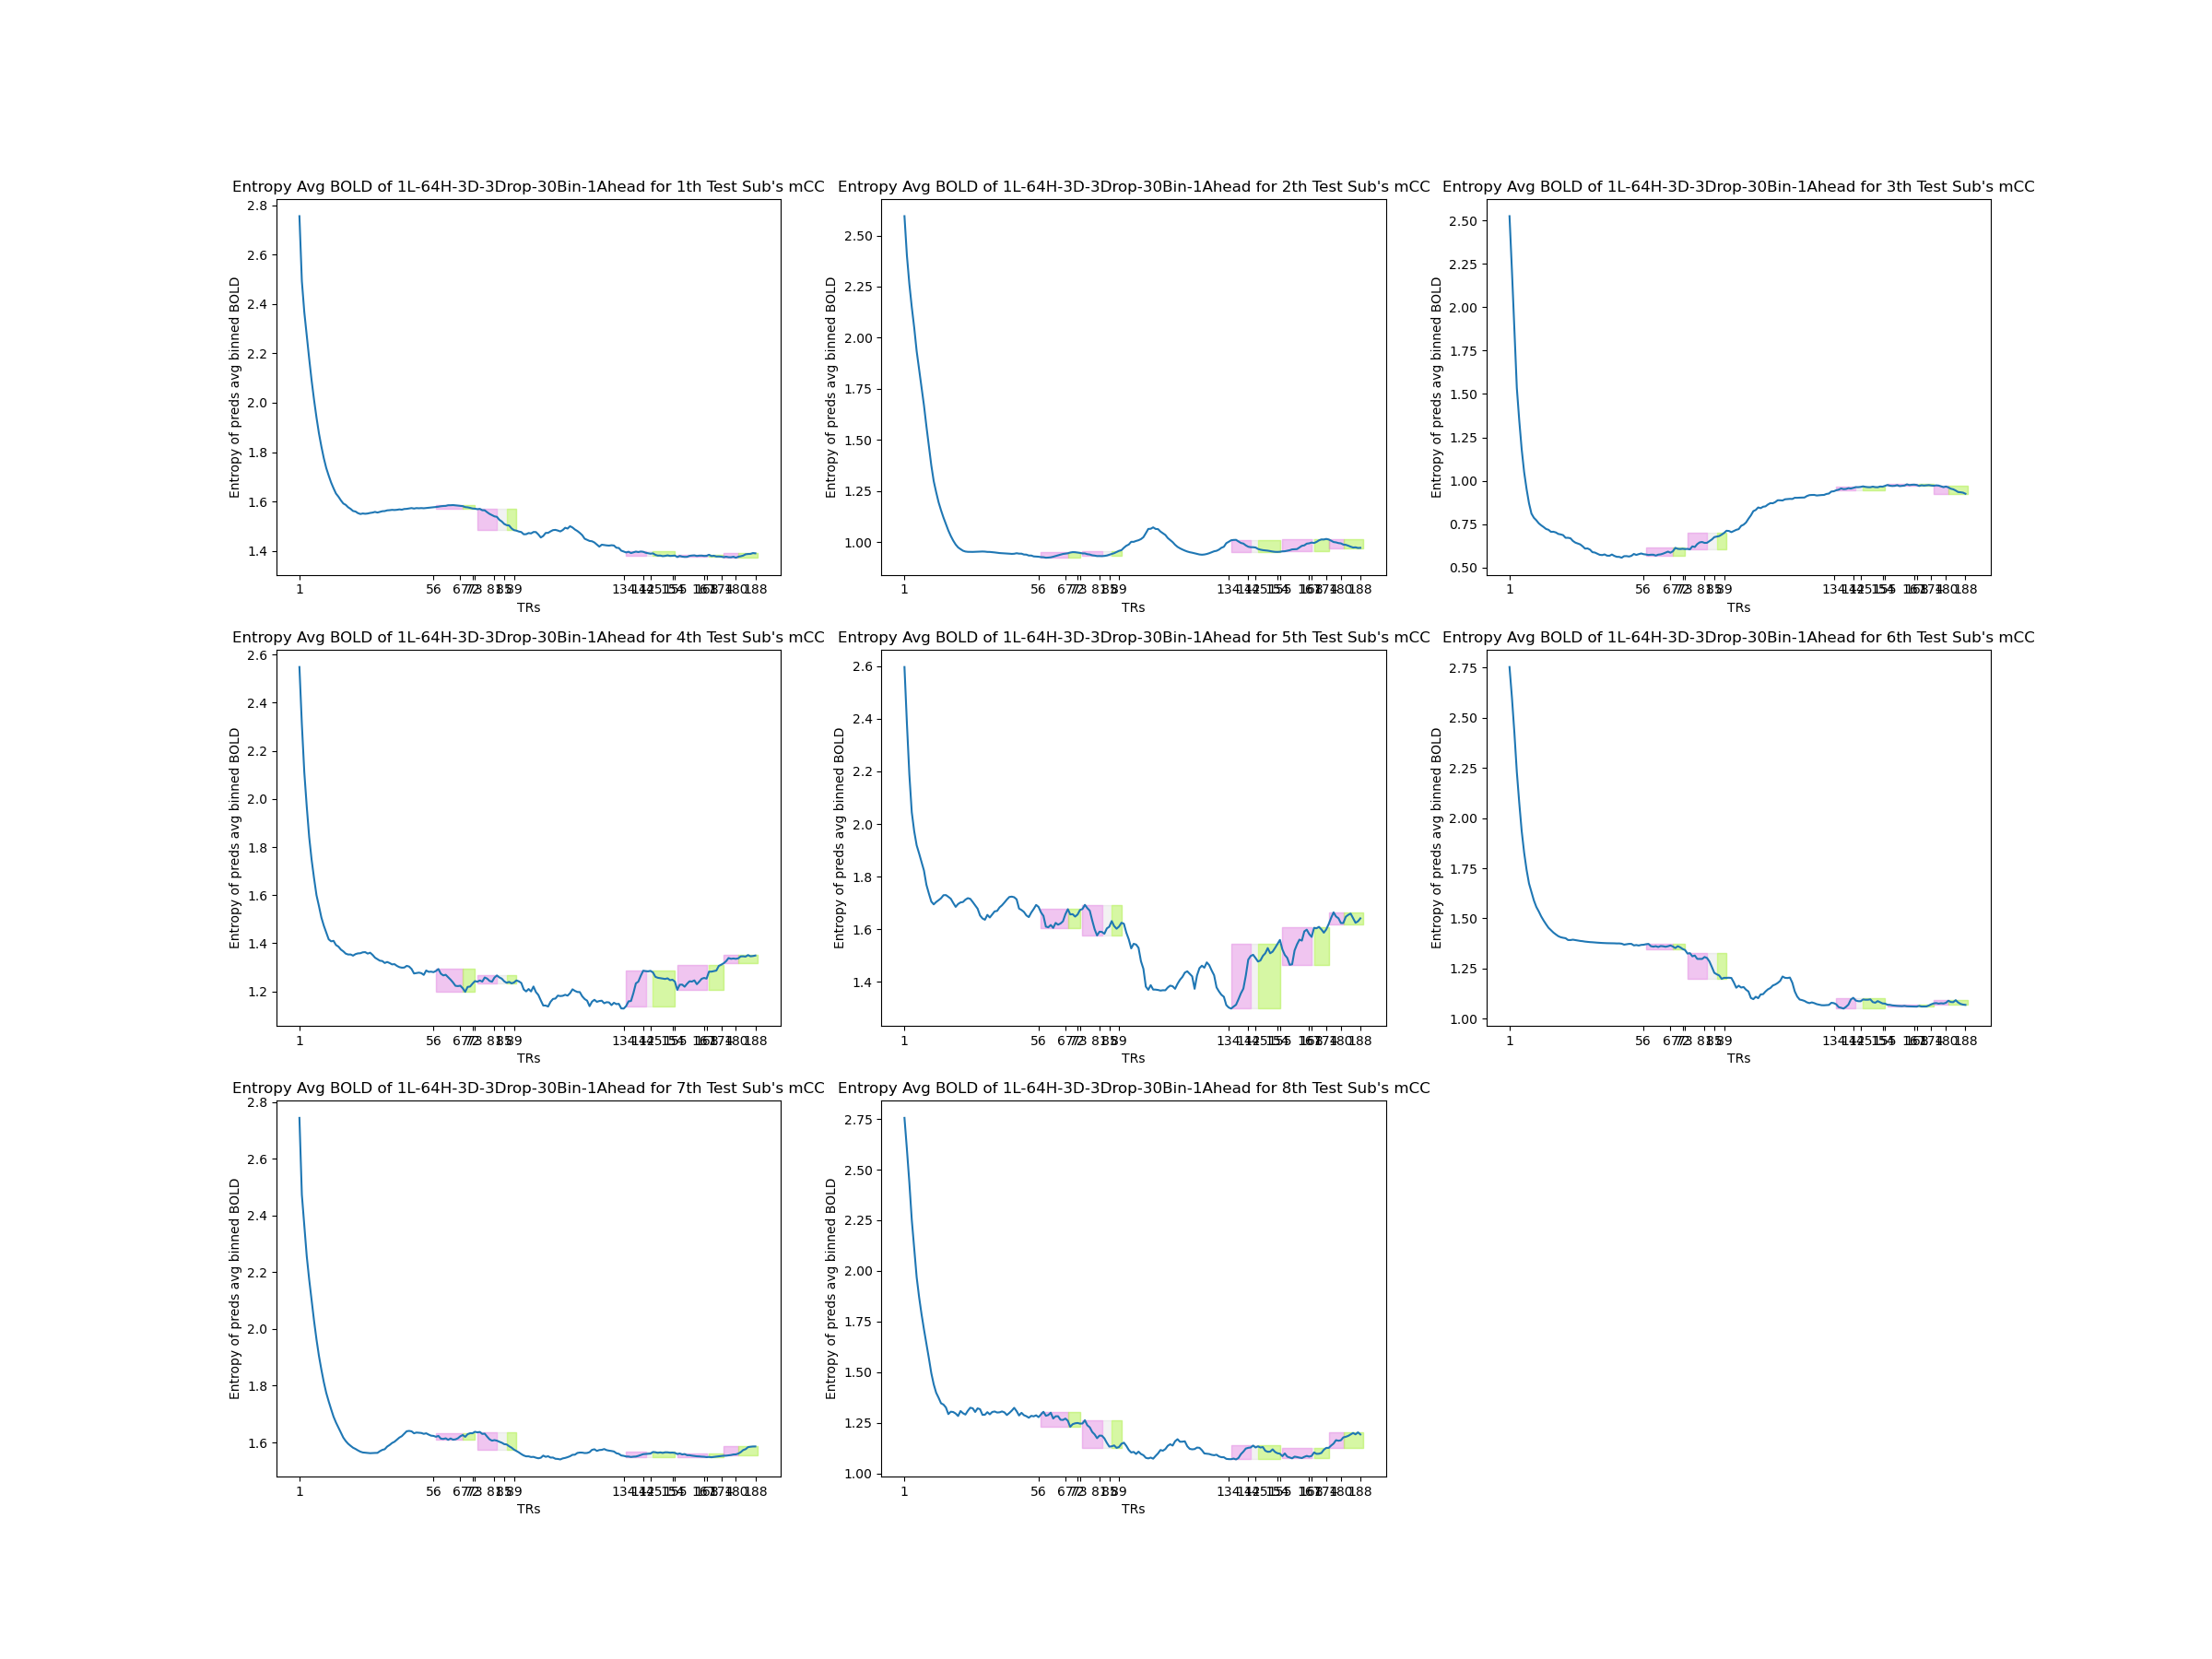 Entropy Avg BOLD of 1L-64H-3D-3Drop-30Bin-1Ahead for 1th Test Sub's mCC
Entropy of preds avg binned BOLD
2.8
2.6
2.4
2.2
2.0
1.8
1.6
1.4
1 56 81 89 134 180 188
TRs
Entropy Avg BOLD of 1L-64H-3D-3Drop-30Bin-1Ahead for 2th Test Sub's mCC
Entropy of preds avg binned BOLD
2.50
2.25
2.00
1.75
1.50
1.25
1.00
1 56 81 89 134 180 188
TRs
Entropy Avg BOLD of 1L-64H-3D-3Drop-30Bin-1Ahead for 3th Test Sub's mCC
Entropy of preds avg binned BOLD
2.50
2.25
2.00
1.75
1.50
1.25
1.00
0.75
0.50
1 56 81 89 134 180 188
TRs
Entropy Avg BOLD of 1L-64H-3D-3Drop-30Bin-1Ahead for 4th Test Sub's mCC
Entropy of preds avg binned BOLD
2.6
2.4
2.2
2.0
1.8
1.6
1.4
1.2
1 56 81 89 134 180 188
TRs
Entropy Avg BOLD of 1L-64H-3D-3Drop-30Bin-1Ahead for 5th Test Sub's mCC
Entropy of preds avg binned BOLD
2.6
2.4
2.2
2.0
1.8
1.6
1.4
1 56 81 89 134 180 188
TRs
Entropy Avg BOLD of 1L-64H-3D-3Drop-30Bin-1Ahead for 6th Test Sub's mCC
Entropy of preds avg binned BOLD
2.75
2.50
2.25
2.00
1.75
1.50
1.25
1.00
1 56 81 89 134 180 188
TRs
Entropy Avg BOLD of 1L-64H-3D-3Drop-30Bin-1Ahead for 7th Test Sub's mCC
Entropy of preds avg binned BOLD
2.8
2.6
2.4
2.2
2.0
1.8
1.6
1 56 81 89 134 180 188
TRs
Entropy Avg BOLD of 1L-64H-3D-3Drop-30Bin-1Ahead for 8th Test Sub's mCC
Entropy of preds avg binned BOLD
2.75
2.50
2.25
2.00
1.75
1.50
1.25
1.00
1 56 81 89 134 180 188
TRs